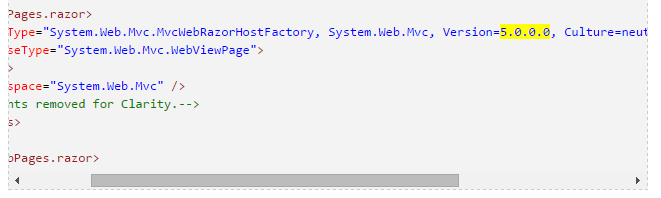 Pages.razor>
Type="System.Web.Mvc.MvcWebRazorHostFactory, System.Web.Mvc, Version=5.0.0.0, Culture=neut
seType="System.Web.Mvc.WebViewPage">
>
space="System.Web.Mvc" />
nts removed for Clarity.-->
s>
oPages.razor>